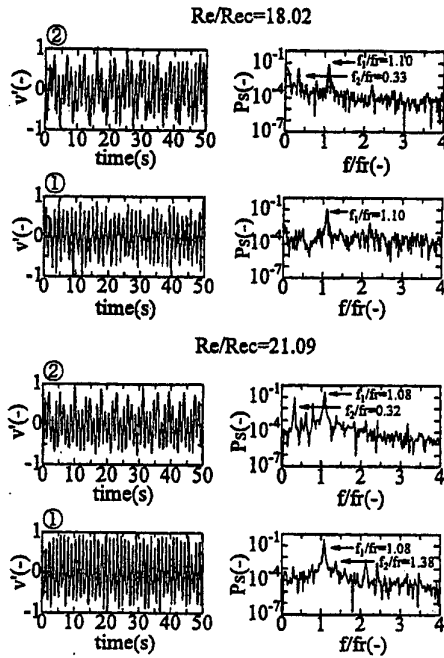 Re/Rec=18.02
②
v'(-)
1
0
-1
0 10 20 30 40 50
time(s)
Ps(-)
10-1
10-4
10-7
f1/fr=1.10
f2/fr=0.33
0 1 2 3 4
f/fr(-)
①
v'(-)
1
0
-1
0 10 20 30 40 50
time(s)
Ps(-)
10-1
10-4
10-7
f1/fr=1.10
0 1 2 3 4
f/fr(-)
Re/Rec=21.09
②
v'(-)
1
0
-1
0 10 20 30 40 50
time(s)
Ps(-)
10-1
10-4
10-7
f1/fr=1.08
f2/fr=0.32
0 1 2 3 4
f/fr(-)
①
v'(-)
1
0
-1
0 10 20 30 40 50
time(s)
Ps(-)
10-1
10-4
10-7
f1/fr=1.08
f2/fr=1.38
0 1 2 3 4
f/fr(-)